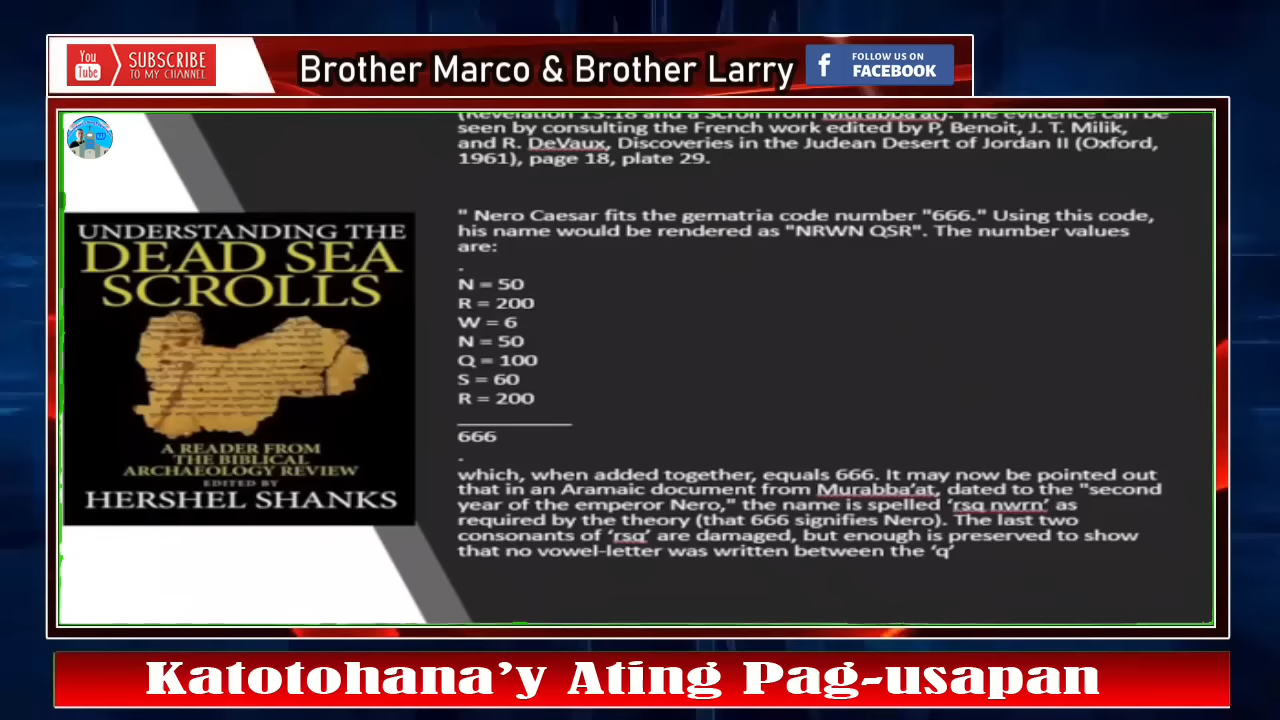 You
Tube
SUBSCRIBE
TO MY CHANNEL
Brother Marco & Brother Larry
f
FOLLOW US ON
FACEBOOK
(Revelation 13:18 and a Scroll from Murabba'at). The evidence can be
seen by consulting the French work edited by P, Benoit, J. T. Milik,
and R. DeVaux, Discoveries in the Judean Desert of Jordan II (Oxford,
1961), page 18, plate 29.
" Nero Caesar fits the gematria code number "666." Using this code,
his name would be rendered as "NRWN QSR". The number values
are:
.
N = 50
R = 200
W = 6
N = 50
Q = 100
S = 60
R = 200
666
.
which, when added together, equals 666. It may now be pointed out
that in an Aramaic document from Murabba'at, dated to the "second
year of the emperor Nero," the name is spelled ‘rsq nwrn’ as
required by the theory (that 666 signifies Nero). The last two
consonants of ‘rsq’ are damaged, but enough is preserved to show
that no vowel-letter was written between the ‘q’
UNDERSTANDING THE
DEAD SEA
SCROLLS
A READER FROM
THE BIBLICAL
ARCHAEOLOGY REVIEW
EDITED BY
HERSHEL SHANKS
Katotohana’y Ating Pag-usapan